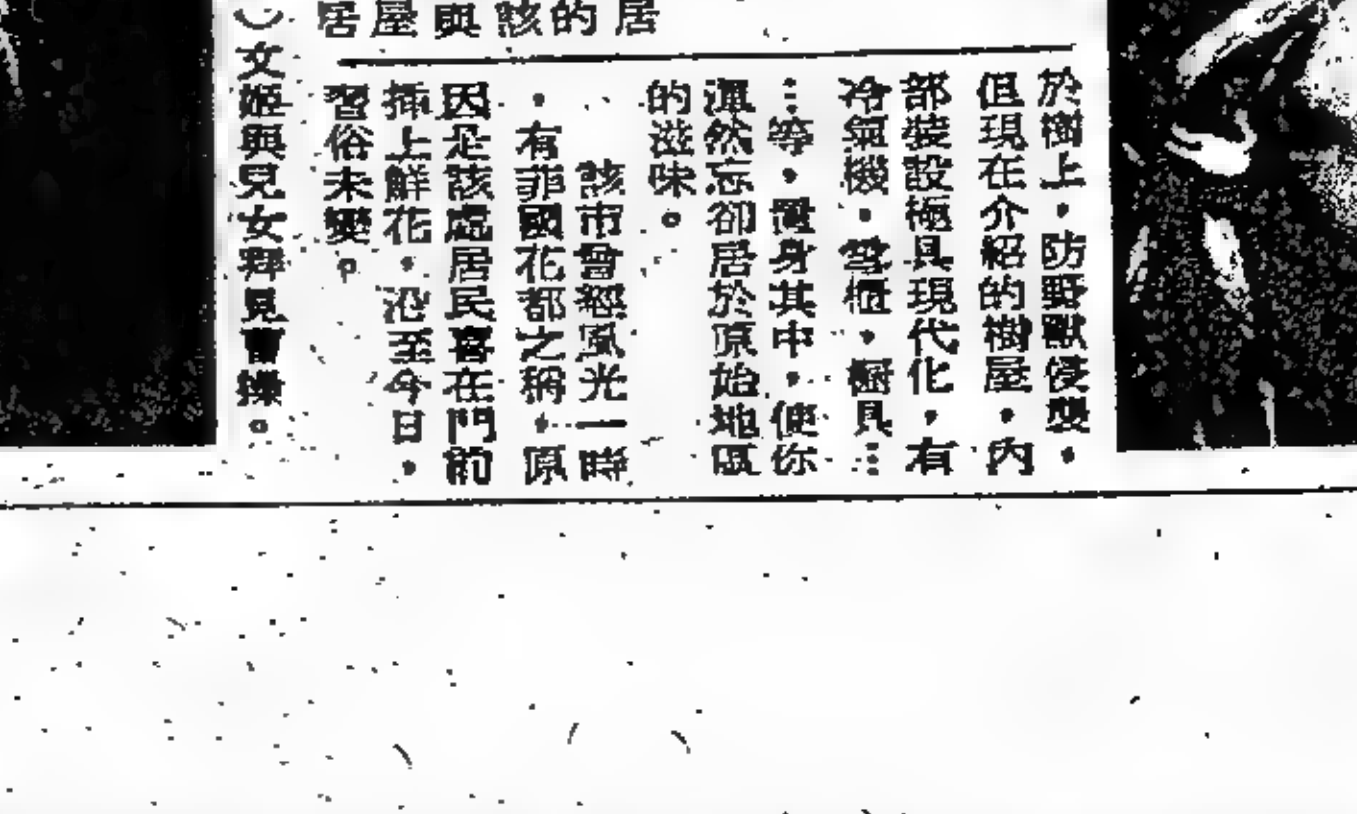 居屋與該的居
於樹上，防野獸侵襲，
但現在介紹的樹屋，內
部裝設極具現代化，有
冷氣機，雪櫃，櫥具…
…等，置身其中，使你
渾然忘卻居於原始地區
的滋味。
該市曾經風光一時
，有菲國花都之稱，原
因是該處居民喜在門前
插上鮮花，沿至今日，
習俗未變。
）女姬與兒女拜見曹操。